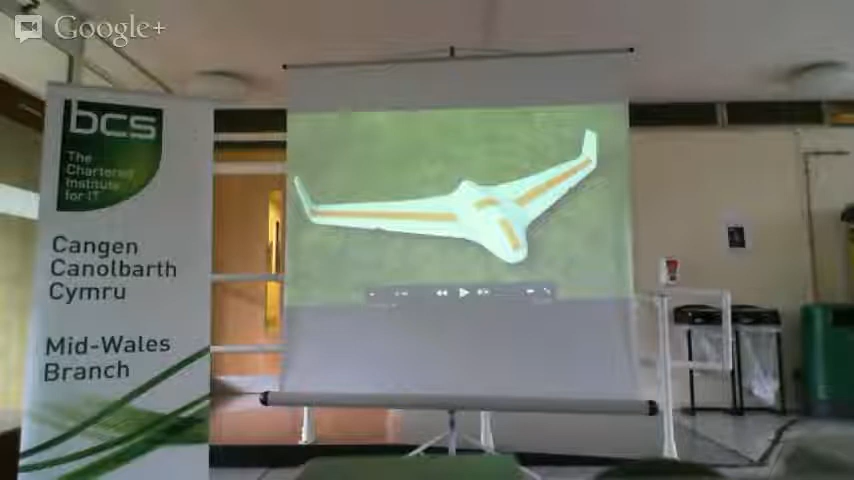 Google+
bcs
The
Chartered
Institute
for IT
Cangen
Canolbarth
Cymru
Mid-Wales
Branch